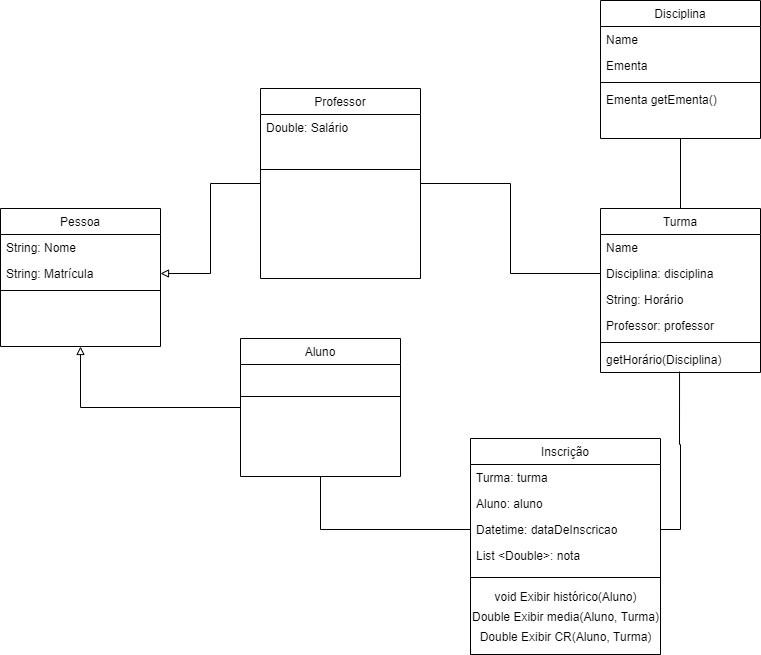 Disciplina
Name
Ementa
Ementa getEmenta()
Professor
Double: Salário
Pessoa
String: Nome
String: Matrícula
Turma
Name
Disciplina: disciplina
String: Horário
Professor: professor
getHorário(Disciplina)
Aluno
Inscrição
Turma: turma
Aluno: aluno
Datetime: dataDeInscricao
List <Double>: nota
void Exibir histórico(Aluno)
Double Exibir media(Aluno, Turma)
Double Exibir CR(Aluno, Turma)